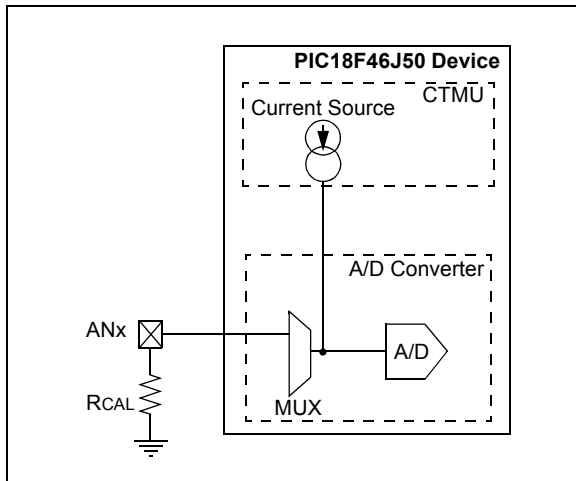 PIC18F46J50 Device
CTMU
Current Source
A/D Converter
ANx
A/D
RCAL
MUX